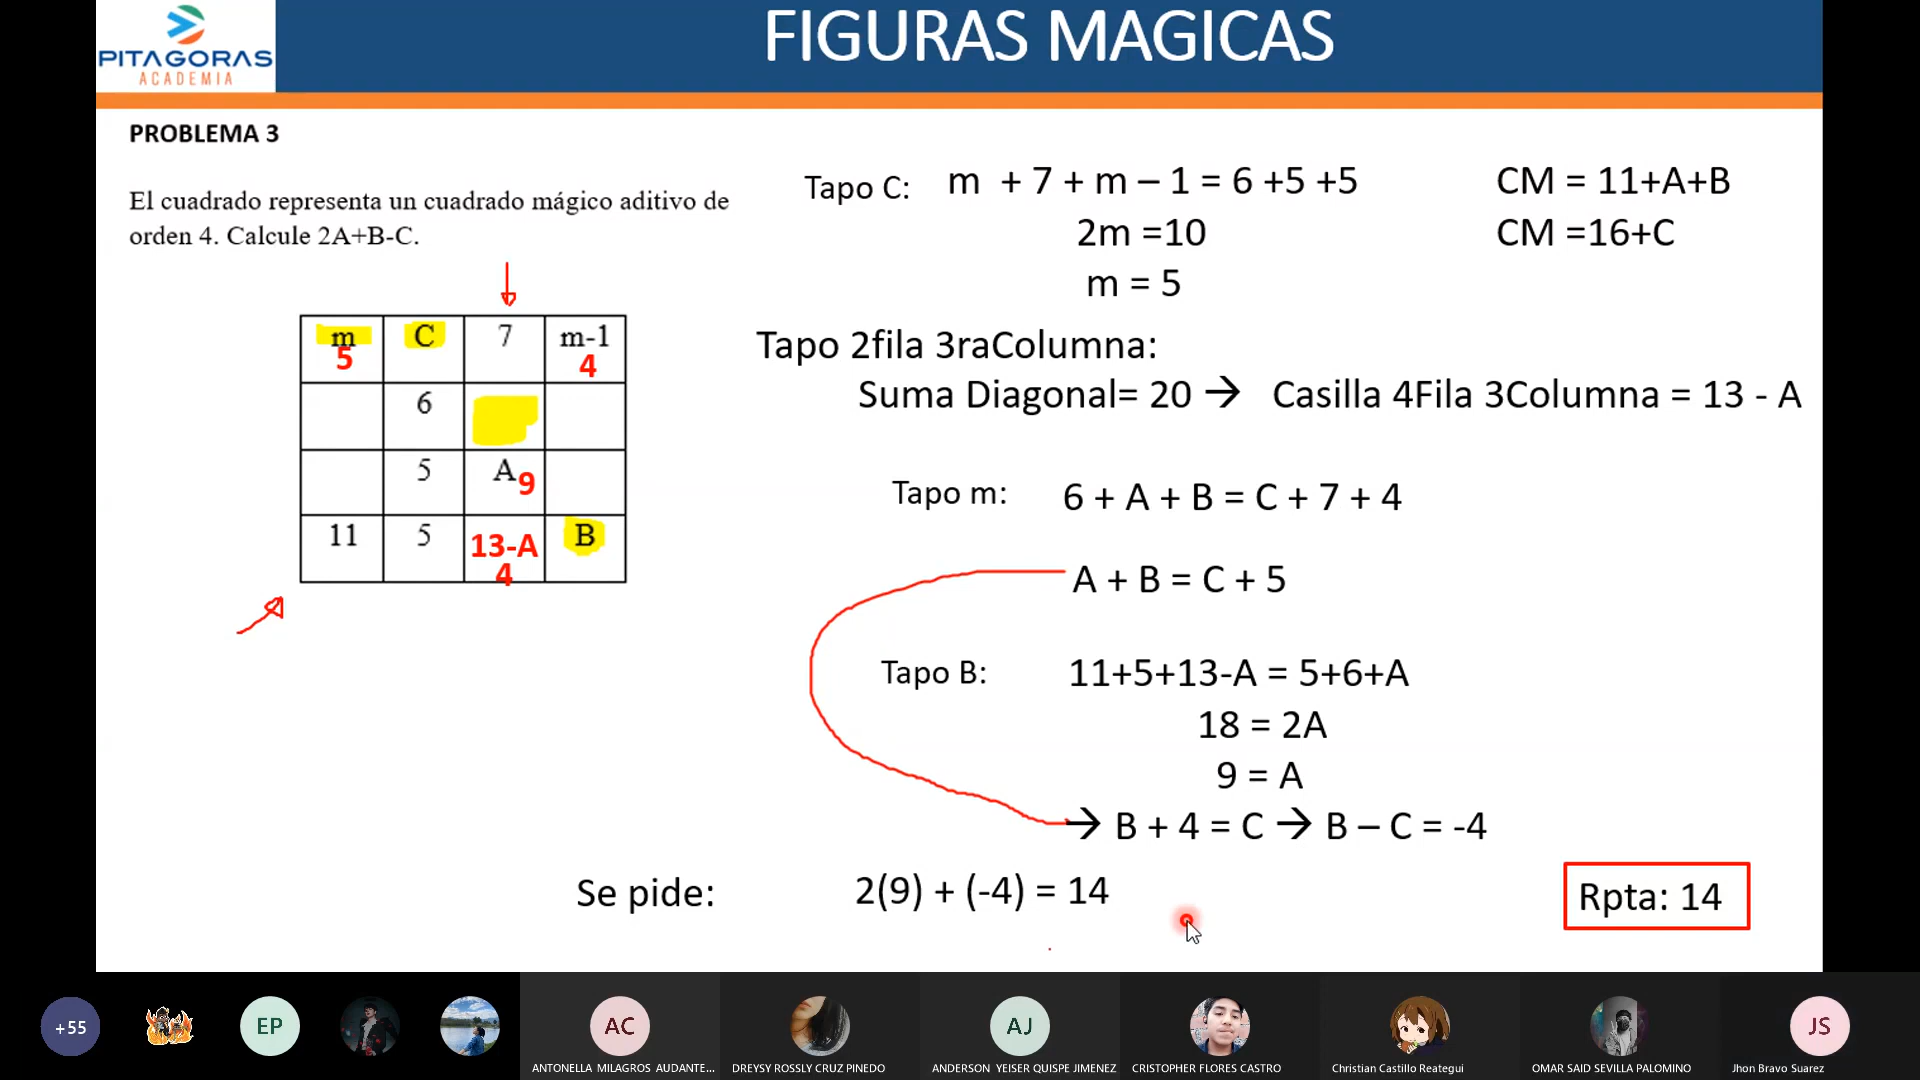 PITAGORAS
ACADEMIA
FIGURAS MAGICAS
PROBLEMA 3
El cuadrado representa un cuadrado mágico aditivo de
orden 4. Calcule 2A+B-C.
m C 7 m-1
5 4
6
5 A 9
11 5 13-A B
4
Tapo C: m + 7 + m – 1 = 6 +5 +5
2m =10
m = 5
CM = 11+A+B
CM =16+C
Tapo 2fila 3raColumna:
Suma Diagonal= 20 → Casilla 4Fila 3Columna = 13 - A
Tapo m: 6 + A + B = C + 7 + 4
A + B = C + 5
Tapo B: 11+5+13-A = 5+6+A
18 = 2A
9 = A
→ B + 4 = C → B – C = -4
Se pide: 2(9) + (-4) = 14
Rpta: 14
+55
EP
AC
AJ
JS
ANTONELLA MILAGROS AUDANTE...
DREYSY ROSSLY CRUZ PINEDO
ANDERSON YEISER QUISPE JIMENEZ
CRISTOPHER FLORES CASTRO
Christian Castillo Reategui
OMAR SAID SEVILLA PALOMINO
Jhon Bravo Suarez